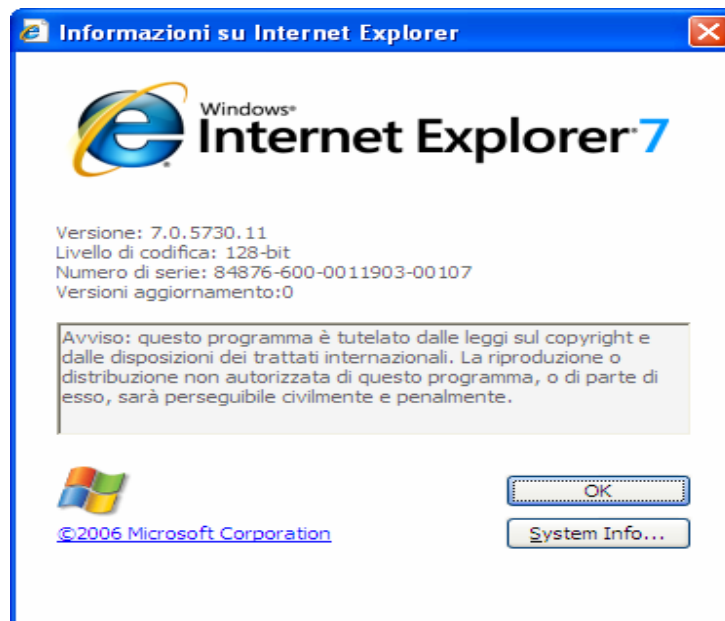 Informazioni su Internet Explorer
Windows®
Internet Explorer 7
Versione: 7.0.5730.11
Livello di codifica: 128-bit
Numero di serie: 84876-600-0011903-00107
Versioni aggiornamento:0
Avviso: questo programma è tutelato dalle leggi sul copyright e
dalle disposizioni dei trattati internazionali. La riproduzione o
distribuzione non autorizzata di questo programma, o di parte di
esso, sarà perseguibile civilmente e penalmente.
OK
©2006 Microsoft Corporation
System Info...